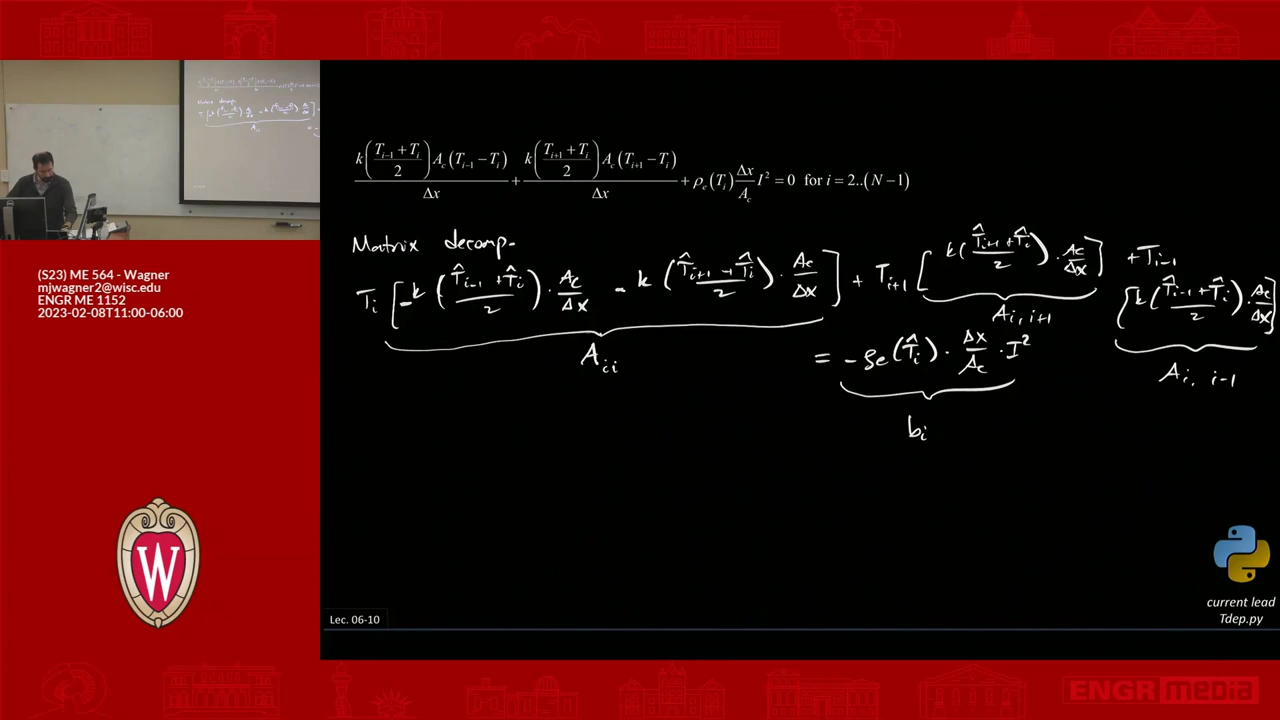 (S23) ME 564 - Wagner
mjwagner2@wisc.edu
ENGR ME 1152
2023-02-08T11:00-06:00
k((T_{i-1} + T_i)/2) A_c (T_{i-1} − T_i)/Δx + k((T_{i+1} + T_i)/2) A_c (T_{i+1} − T_i)/Δx + ρ_e (T_i) Δx/A_c I² = 0 for i = 2..(N − 1)
Matrix decomp.
T_i [ -k ( (T̂_{i-1} + T̂_i)/2 ) · A_c/Δx - k ( (T̂_{i+1} + T̂_i)/2 ) · A_c/Δx ] + T_{i+1} [ k ( (T̂_{i+1} + T̂_i)/2 ) · A_c/Δx ] + T_{i-1}
[ k ( (T̂_{i-1} + T̂_i)/2 ) · A_c/Δx ]
A_{ii}
A_{i, i+1}
A_{i, i-1}
= - ρ_e (T̂_i) · Δx/A_c · I²
b_i
W
current lead
Tdep.py
Lec. 06-10
ENGR media